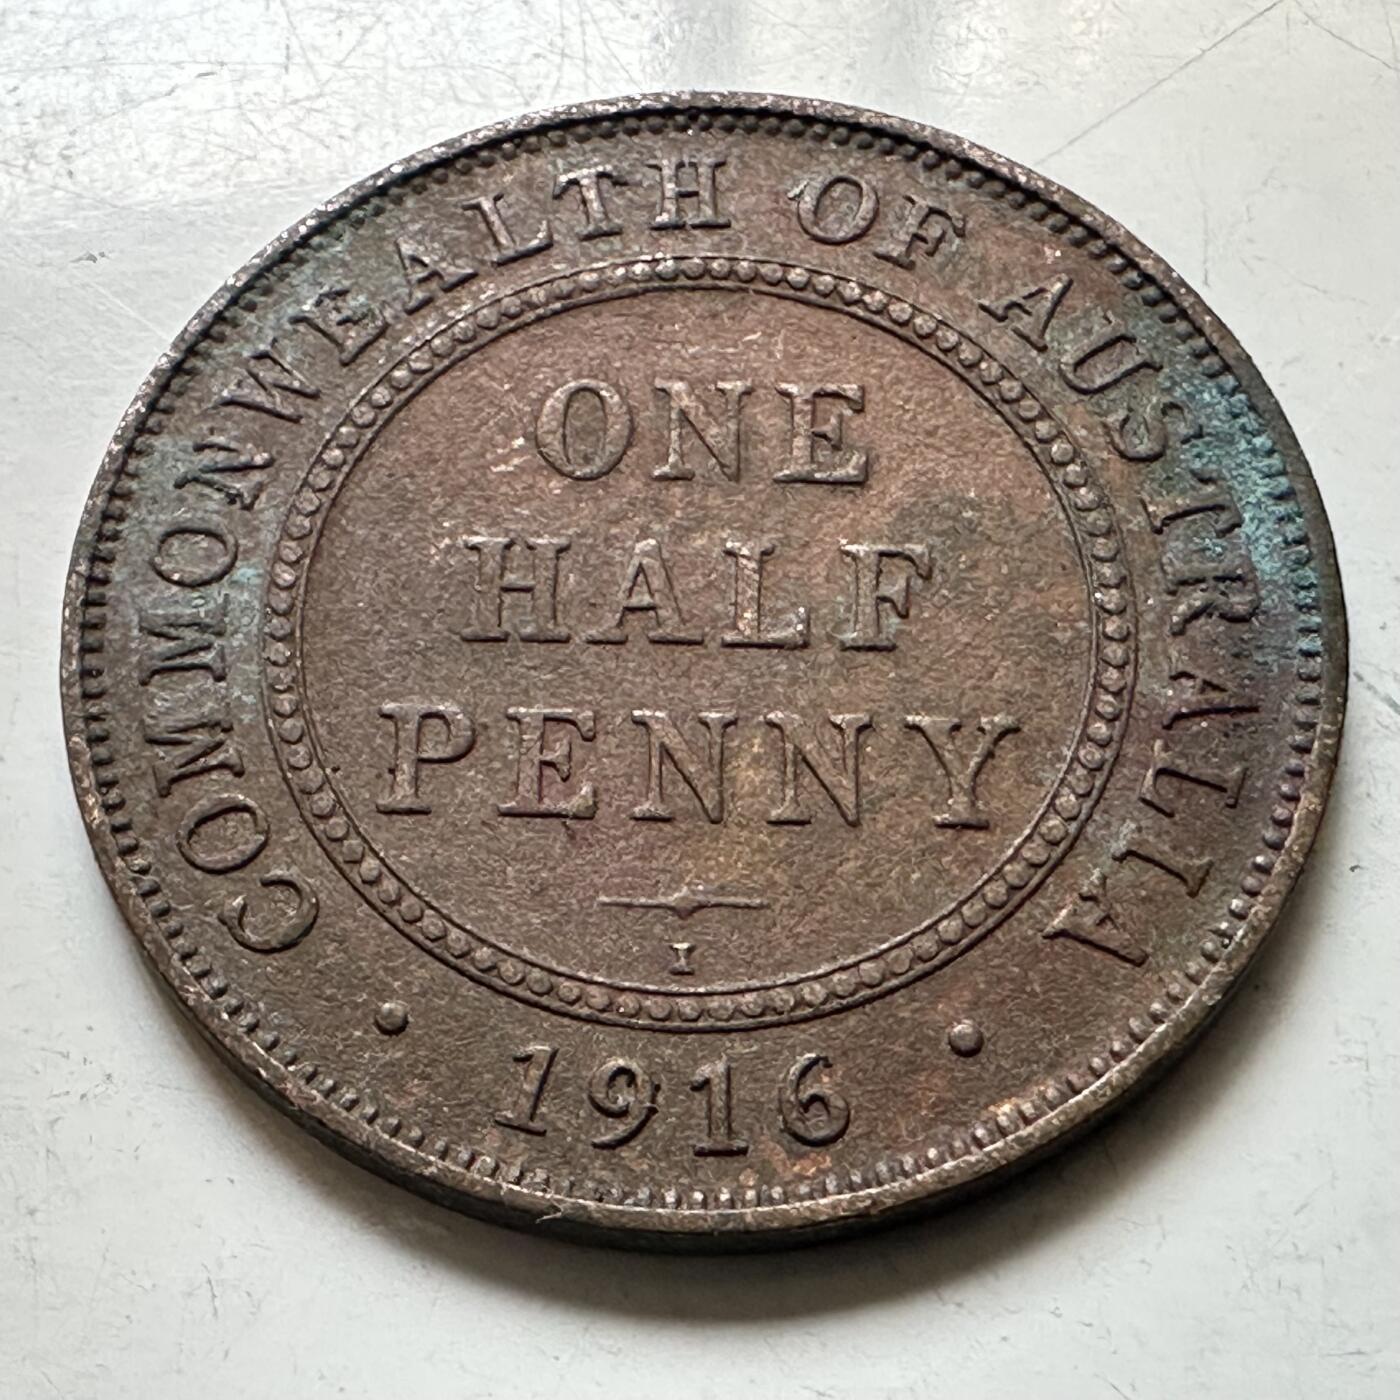 COMMONWEALTH OF AUSTRALIA
ONE
HALF
PENNY
I
· 1916 ·